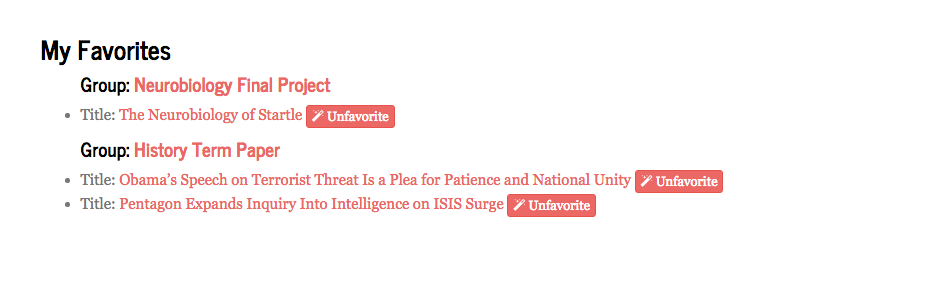 My Favorites
Group: Neurobiology Final Project
Title: The Neurobiology of Startle Unfavorite
Group: History Term Paper
Title: Obama’s Speech on Terrorist Threat Is a Plea for Patience and National Unity Unfavorite
Title: Pentagon Expands Inquiry Into Intelligence on ISIS Surge Unfavorite